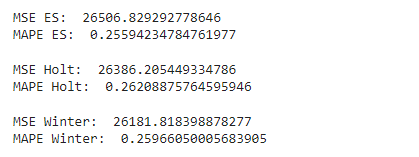 MSE ES:  26506.829292778646
MAPE ES:  0.25594234784761977
MSE Holt:  26386.205449334786
MAPE Holt:  0.26208875764595946
MSE Winter:  26181.818398878277
MAPE Winter:  0.25966050005683905